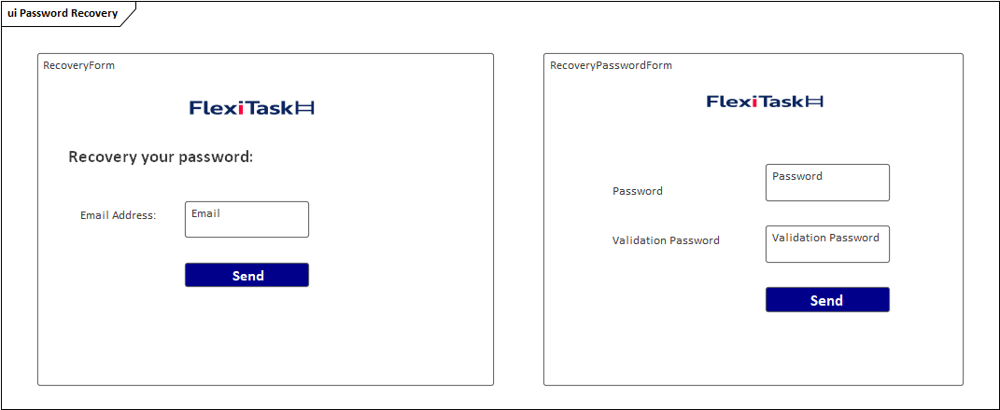 ui Password Recovery
RecoveryForm
FlexiTask
Recovery your password:
Email Address:
Email
Send
RecoveryPasswordForm
FlexiTask
Password
Password
Validation Password
Validation Password
Send